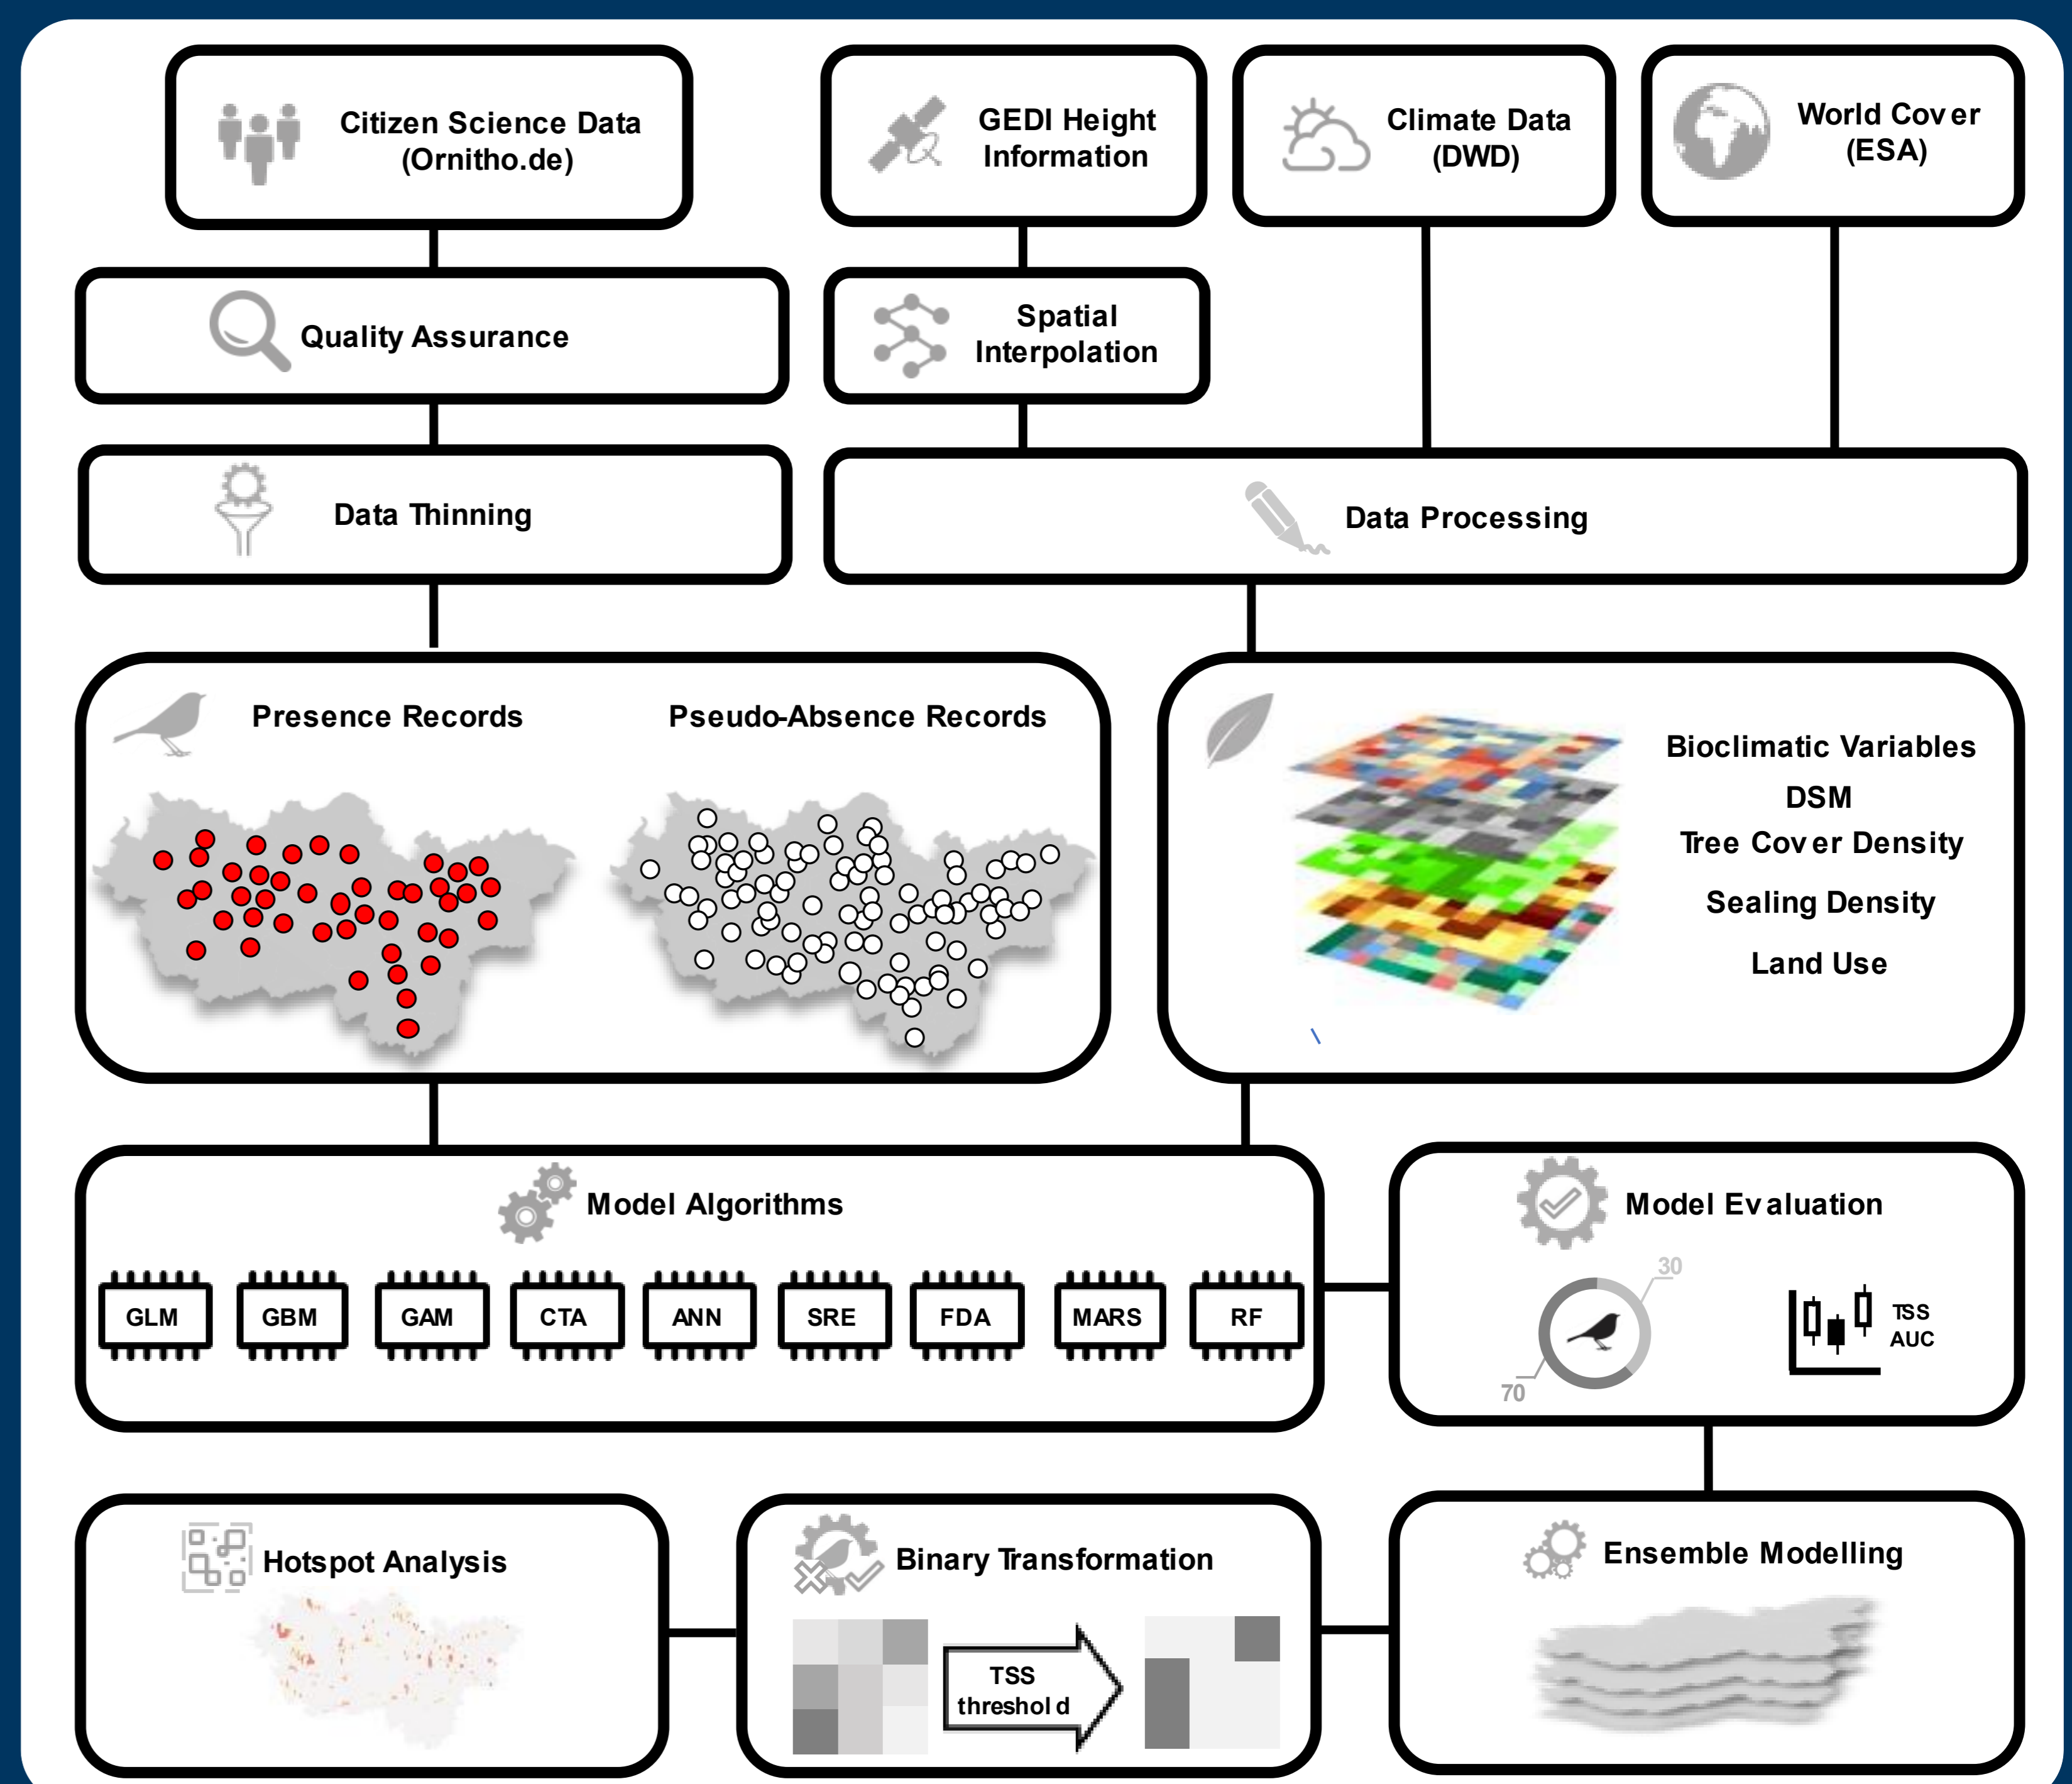 Citizen Science Data
(Ornitho.de)
GEDI Height
Information
Climate Data
(DWD)
World Cover
(ESA)
Quality Assurance
Spatial
Interpolation
Data Thinning
Data Processing
Presence Records
Pseudo-Absence Records
Bioclimatic Variables
DSM
Tree Cover Density
Sealing Density
Land Use
Model Algorithms
GLM
GBM
GAM
CTA
ANN
SRE
FDA
MARS
RF
Model Evaluation
30
70
TSS
AUC
Hotspot Analysis
Binary Transformation
TSS
threshold
Ensemble Modelling